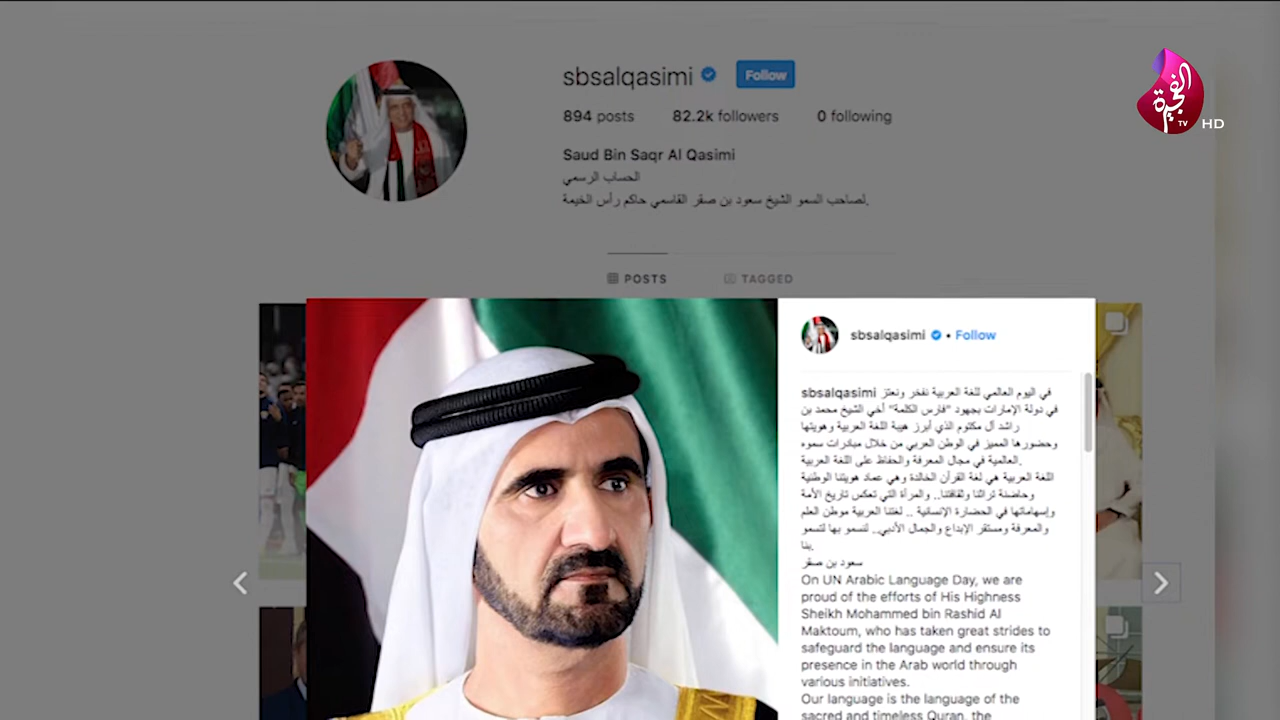 sbsalqasimi Follow
894 posts 82.2k followers 0 following
Saud Bin Saqr Al Qasimi
الحساب الرسمي
لصاحب السمو الشيخ سعود بن صقر القاسمي حاكم رأس الخيمة.
الفجيرة
TV HD
POSTS TAGGED
sbsalqasimi • Follow
sbsalqasimi في اليوم العالمي للغة العربية نفخر ونعتز
في دولة الإمارات بجهود "فارس الكلمة" أخي الشيخ محمد بن
راشد آل مكتوم الذي أبرز هيبة اللغة العربية وهويتها
وحضورها المميز في الوطن العربي من خلال مبادرات سموه
العالمية في مجال المعرفة والحفاظ على اللغة العربية.
اللغة العربية هي لغة القرآن الخالدة وهي عماد هويتنا الوطنية
وحاضنة تراثنا وثقافتنا.. والمرآة التي تعكس تاريخ الأمة
وإسهاماتها في الحضارة الإنسانية .. لغتنا العربية موطن العلم
والمعرفة ومستقر الإبداع والجمال الأدبي.. لنسمو بها لتسمو
بنا.
سعود بن صقر
On UN Arabic Language Day, we are
proud of the efforts of His Highness
Sheikh Mohammed bin Rashid Al
Maktoum, who has taken great strides to
safeguard the language and ensure its
presence in the Arab world through
various initiatives.
Our language is the language of the
sacred and timeless Quran, the